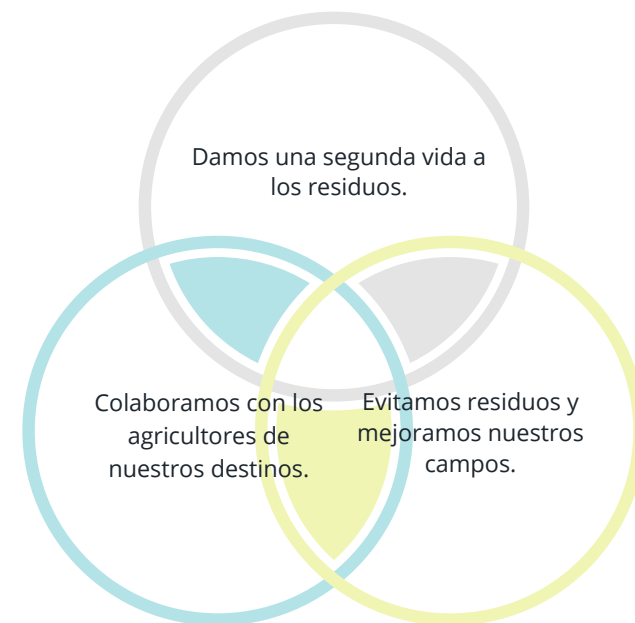 Damos una segunda vida a
los residuos.
Colaboramos con los
agricultores de
nuestros destinos.
Evitamos residuos y
mejoramos nuestros
campos.